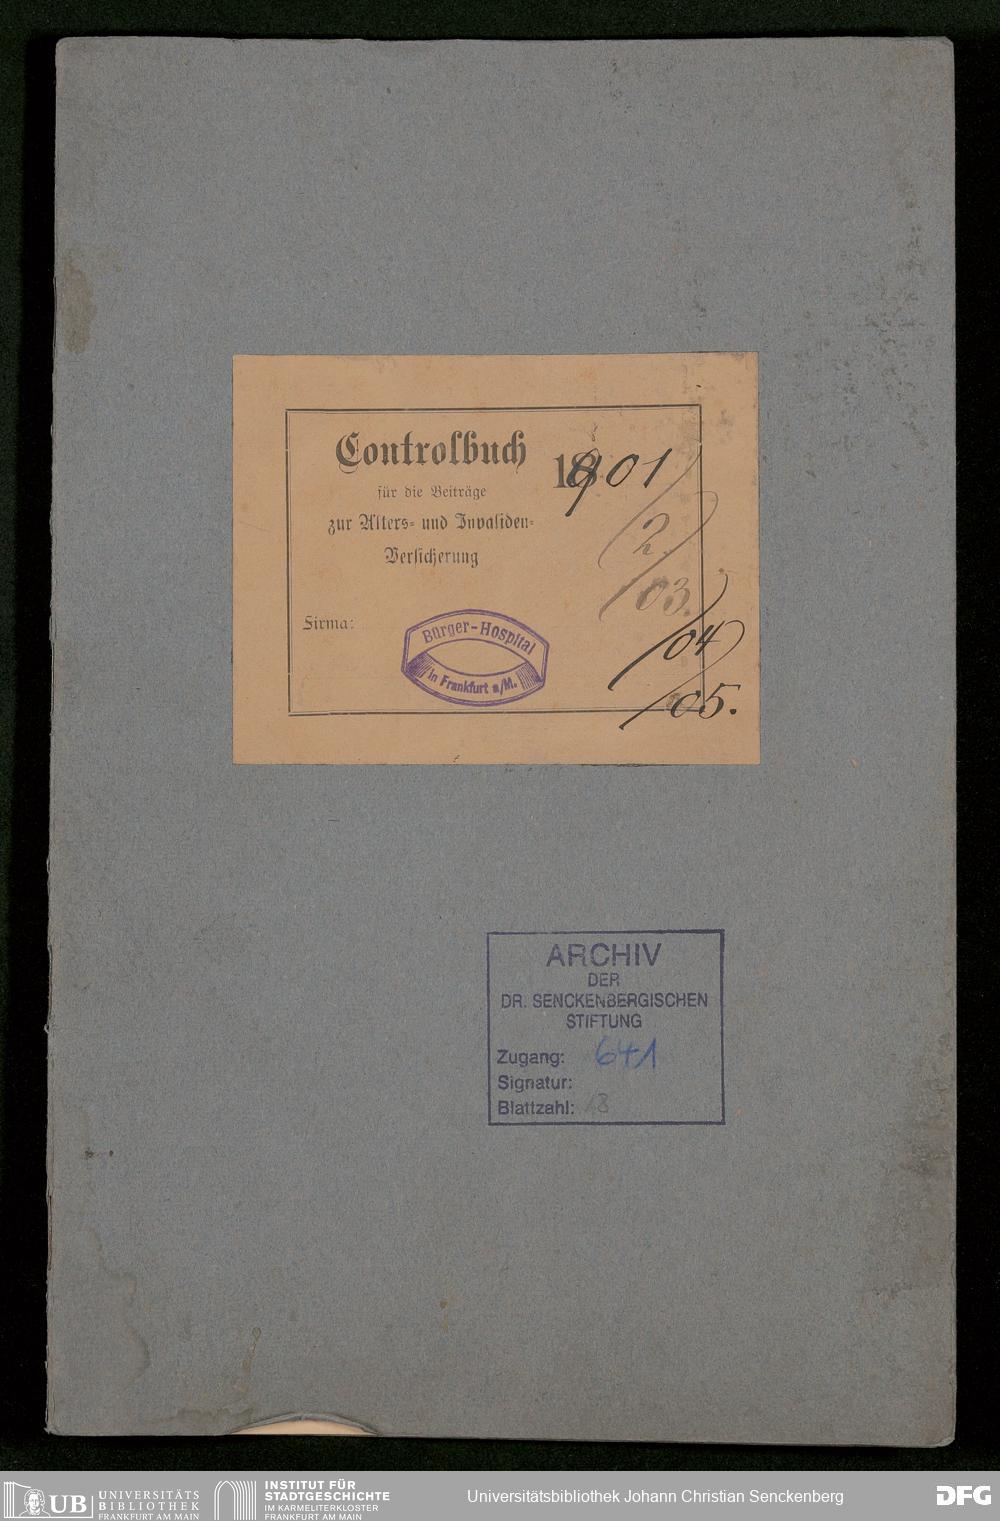 Controlbuch
für die Beiträge
zur Alters- und Invaliden-
Versicherung
1901
/2.
/03.
/04
/05.
Firma:
Bürger-Hospital
in Frankfurt a/M.
ARCHIV
DER
DR. SENCKENBERGISCHEN
STIFTUNG
Zugang: 641
Signatur:
Blattzahl: 18
UB UNIVERSITÄTS
BIBLIOTHEK
FRANKFURT AM MAIN
INSTITUT FÜR
STADTGESCHICHTE
IM KARMELITERKLOSTER
FRANKFURT AM MAIN
Universitätsbibliothek Johann Christian Senckenberg
DFG